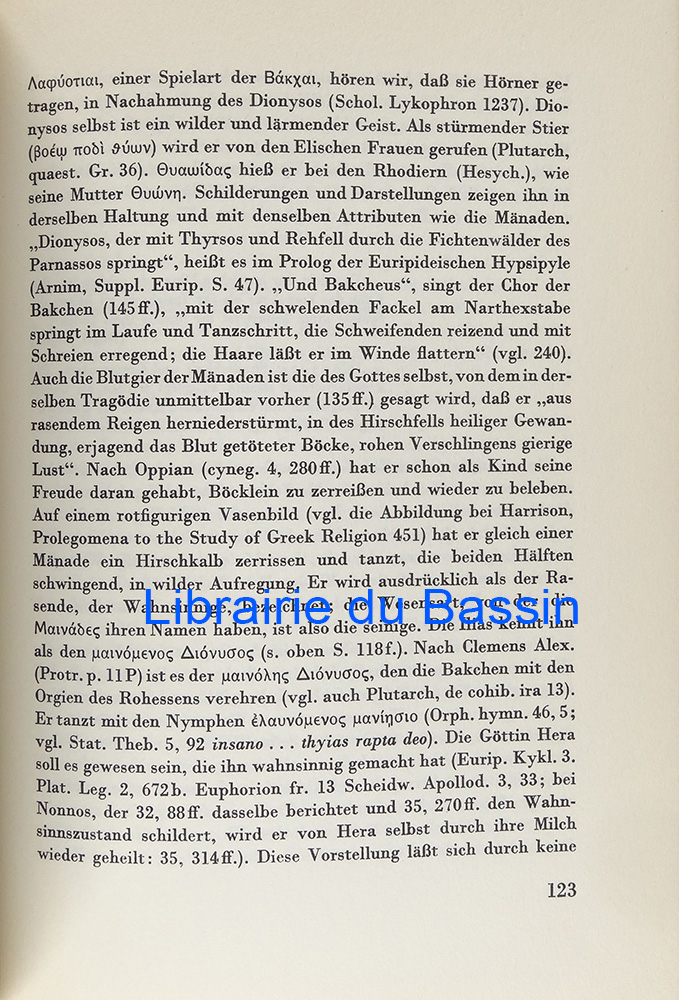 Λαφύστιαι, einer Spielart der Βάκχαι, hören wir, daß sie Hörner ge-
tragen, in Nachahmung des Dionysos (Schol. Lykophron 1237). Dio-
nysos selbst ist ein wilder und lärmender Geist. Als stürmender Stier
(βοέῳ ποδὶ θύων) wird er von den Elischen Frauen gerufen (Plutarch,
quaest. Gr. 36). Θυαωίδας hieß er bei den Rhodiern (Hesych.), wie
seine Mutter Θυώνη. Schilderungen und Darstellungen zeigen ihn in
derselben Haltung und mit denselben Attributen wie die Mänaden.
„Dionysos, der mit Thyrsos und Rehfell durch die Fichtenwälder des
Parnassos springt“, heißt es im Prolog der Euripideischen Hypsipyle
(Arnim, Suppl. Eurip. S. 47). „Und Bakcheus“, singt der Chor der
Bakchen (145ff.), „mit der schwelenden Fackel am Narthexstabe
springt im Laufe und Tanzschritt, die Schweifenden reizend und mit
Schreien erregend; die Haare läßt er im Winde flattern“ (vgl. 240).
Auch die Blutgier der Mänaden ist die des Gottes selbst, von dem in der-
selben Tragödie unmittelbar vorher (135ff.) gesagt wird, daß er „aus
rasendem Reigen herniederstürmt, in des Hirschfells heiliger Gewan-
dung, erjagend das Blut getöteter Böcke, rohen Verschlingens gierige
Lust“. Nach Oppian (cyneg. 4, 280ff.) hat er schon als Kind seine
Freude daran gehabt, Böcklein zu zerreißen und wieder zu beleben.
Auf einem rotfigurigen Vasenbild (vgl. die Abbildung bei Harrison,
Prolegomena to the Study of Greek Religion 451) hat er gleich einer
Mänade ein Hirschkalb zerrissen und tanzt, die beiden Hälften
schwingend, in wilder Aufregung. Er wird ausdrücklich als der Ra-
sende, der Wahnsinnige, bezeichnet; die Wesensart, von der die
Μαινάδες ihren Namen haben, ist also die seinige. Die Ilias kennt ihn
als den μαινόμενος Διόνυσος (s. oben S. 118f.). Nach Clemens Alex.
(Protr. p. 11P) ist es der μαινόλης Διόνυσος, den die Bakchen mit den
Orgien des Rohessens verehren (vgl. auch Plutarch, de cohib. ira 13).
Er tanzt mit den Nymphen ἐλαυνόμενος μανίῃσιο (Orph. hymn. 46, 5;
vgl. Stat. Theb. 5, 92 insano . . . thyias rapta deo). Die Göttin Hera
soll es gewesen sein, die ihn wahnsinnig gemacht hat (Eurip. Kykl. 3.
Plat. Leg. 2, 672b. Euphorion fr. 13 Scheidw. Apollod. 3, 33; bei
Nonnos, der 32, 88ff. dasselbe berichtet und 35, 270ff. den Wahn-
sinnszustand schildert, wird er von Hera selbst durch ihre Milch
wieder geheilt: 35, 314ff.). Diese Vorstellung läßt sich durch keine
123
Librairie du Bassin